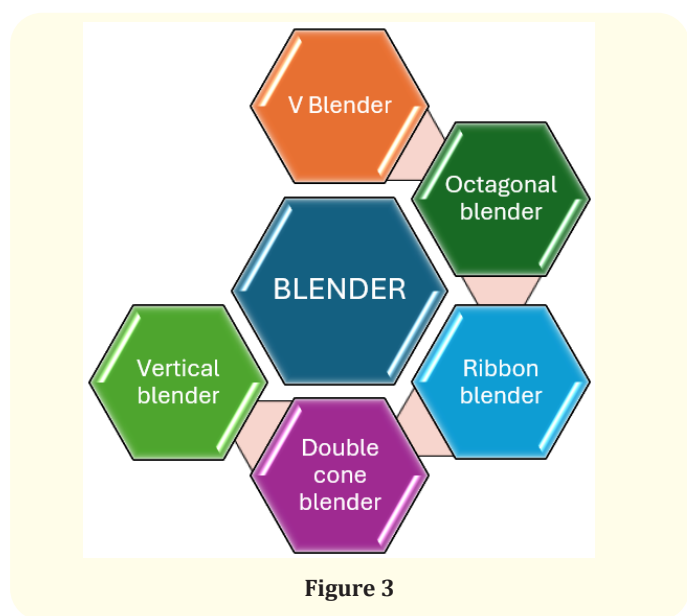 V Blender
Octagonal
blender
BLENDER
Vertical
blender
Ribbon
blender
Double
cone
blender
Figure 3